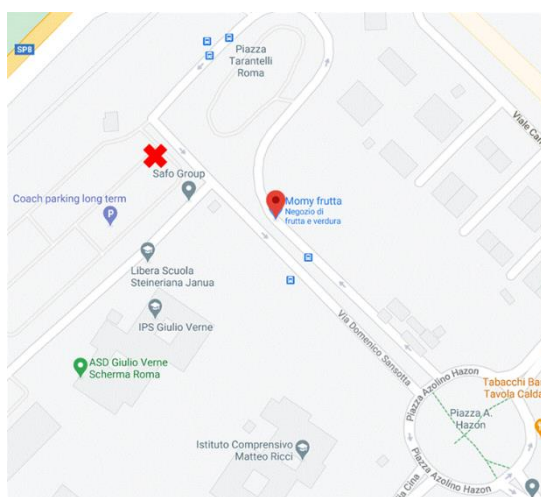 SP8
Piazza
Tarantelli
Roma
Safo Group
Coach parking long term
P
Momy frutta
Negozio di
frutta e verdura
Libera Scuola
Steineriana Janua
IPS Giulio Verne
Via Domenico Sansotta
ASD Giulio Verne
Scherma Roma
Piazza Azolino Hazon
Tabacchi Ba
Tavola Calda
Piazza A.
Hazon
Istituto Comprensivo
Matteo Ricci
Piazza Azolino Hazon
Cina